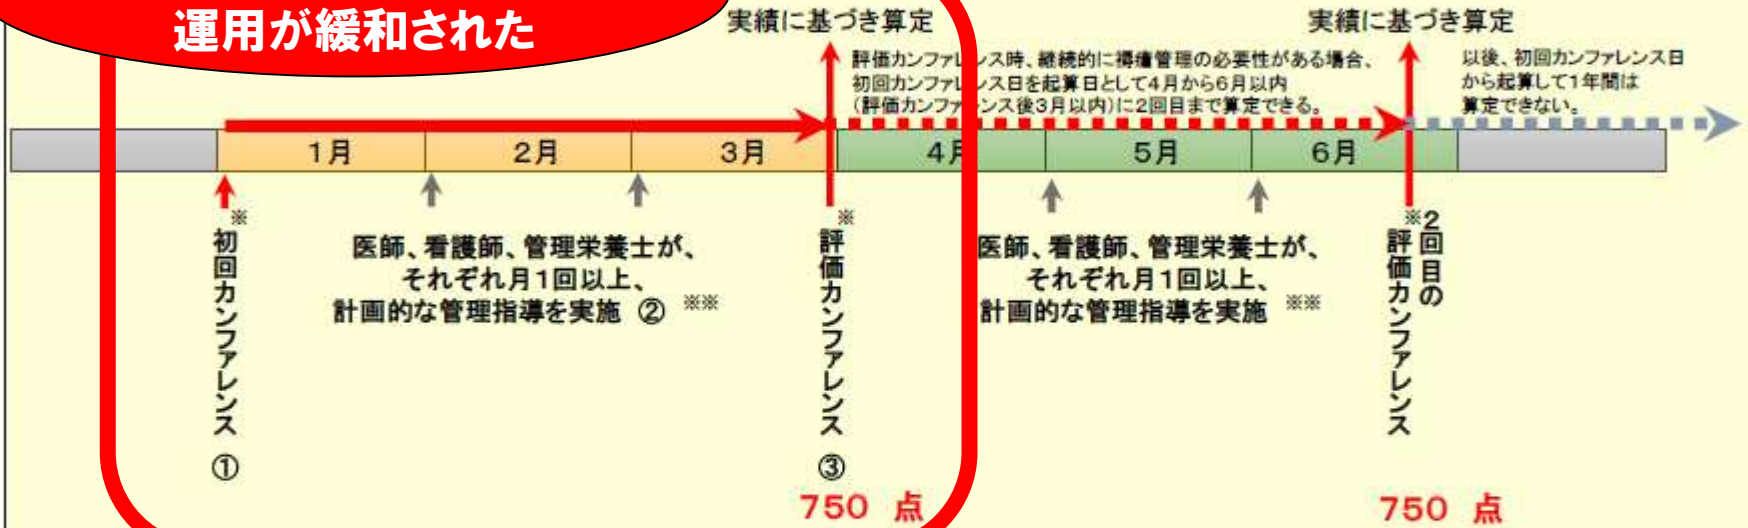 運用が緩和された
実績に基づき算定
実績に基づき算定
評価カンファレンス時、継続的に褥瘡管理の必要性がある場合、
初回カンファレンス日を起算日として4月から6月以内
(評価カンファレンス後3月以内)に2回目まで算定できる。
以後、初回カンファレンス日
から起算して1年間は
算定できない。
1月
2月
3月
4月
5月
6月
※初回カンファレンス ①
医師、看護師、管理栄養士が、
それぞれ月1回以上、
計画的な管理指導を実施 ② ※※
※評価カンファレンス ③
医師、看護師、管理栄養士が、
それぞれ月1回以上、
計画的な管理指導を実施 ※※
※2回目の
評価カンファレンス
750 点
750 点